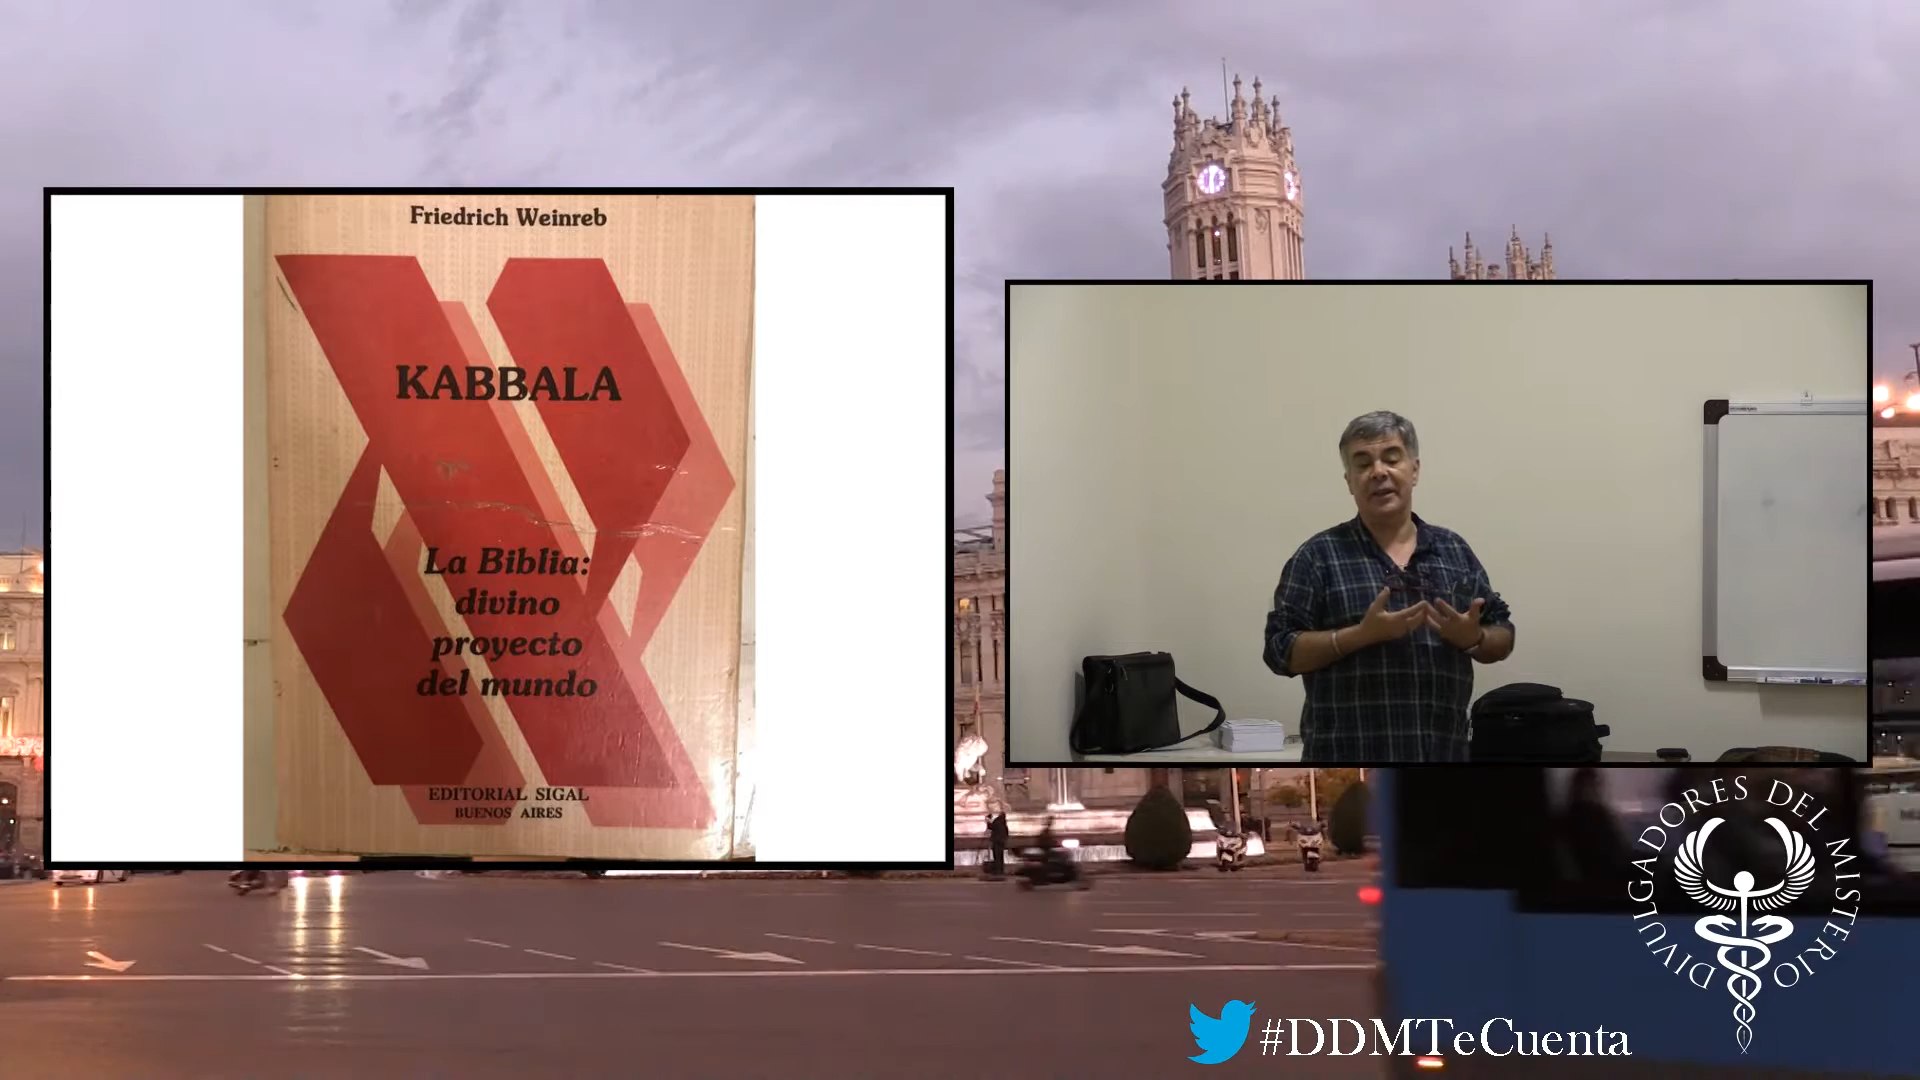 Friedrich Weinreb
KABBALA
La Biblia:
divino
proyecto
del mundo
EDITORIAL SIGAL
BUENOS AIRES
DIVULGADORES DEL MISTERIO
#DDMTeCuenta